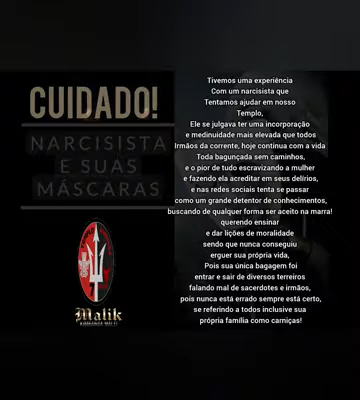 CUIDADO!
NARCISISTA
E SUAS
MÁSCARAS
Malik
Tivemos uma experiência
Com um narcisista que
Tentamos ajudar em nosso
Templo,
Ele se julgava ter uma incorporação
e medinuidade mais elevada que todos
Irmãos da corrente, hoje continua com a vida
Toda bagunçada sem caminhos,
e o pior de tudo escravizando a mulher
e fazendo ela acreditar em seus delírios,
e nas redes sociais tenta se passar
como um grande detentor de conhecimentos,
buscando de qualquer forma ser aceito na marra!
querendo ensinar
e dar lições de moralidade
sendo que nunca conseguiu
erguer sua própria vida,
Pois sua única bagagem foi
entrar e sair de diversos terreiros
falando mal de sacerdotes e irmãos,
pois nunca está errado sempre está certo,
se referindo a todos inclusive sua
própria família como carniças!